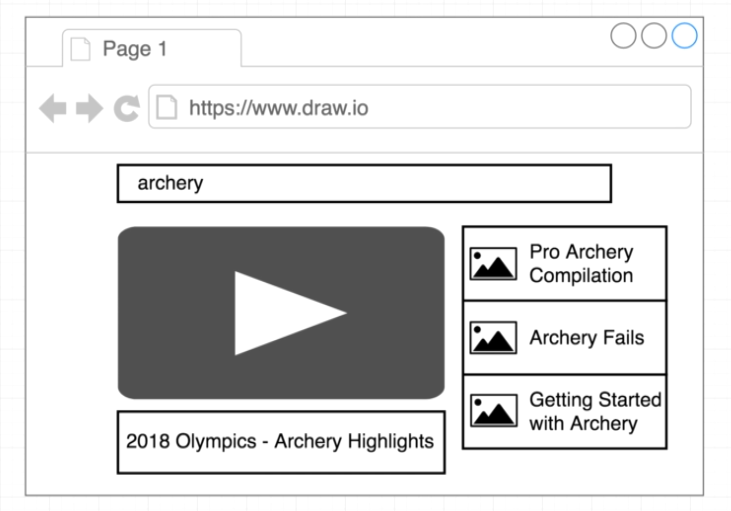 Page 1
https://www.draw.io
archery
2018 Olympics - Archery Highlights
Pro Archery
Compilation
Archery Fails
Getting Started
with Archery